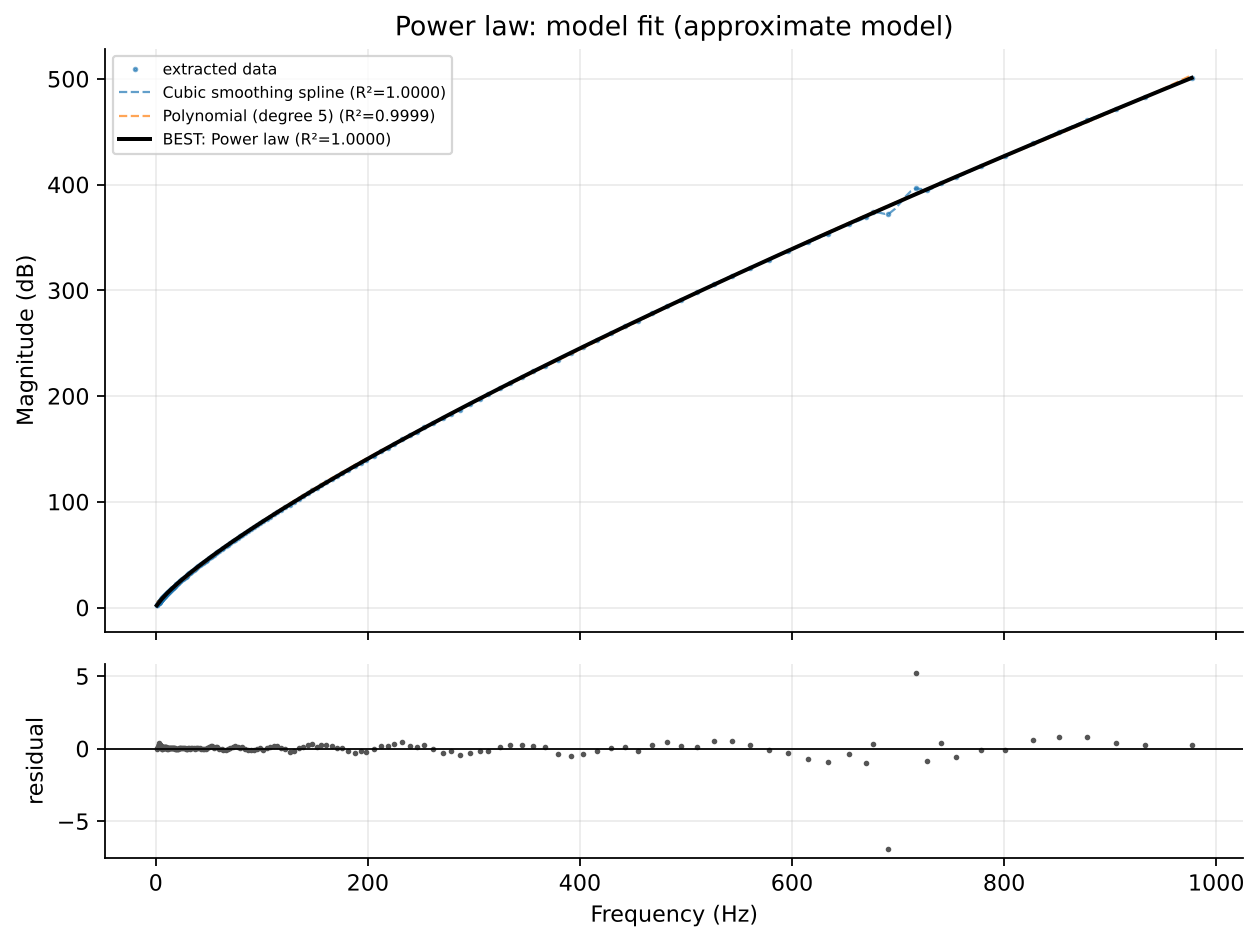 Power law: model fit (approximate model)
extracted data
Cubic smoothing spline (R²=1.0000)
Polynomial (degree 5) (R²=0.9999)
BEST: Power law (R²=1.0000)
500
400
300
200
100
0
Magnitude (dB)
5
0
−5
residual
0 200 400 600 800 1000
Frequency (Hz)